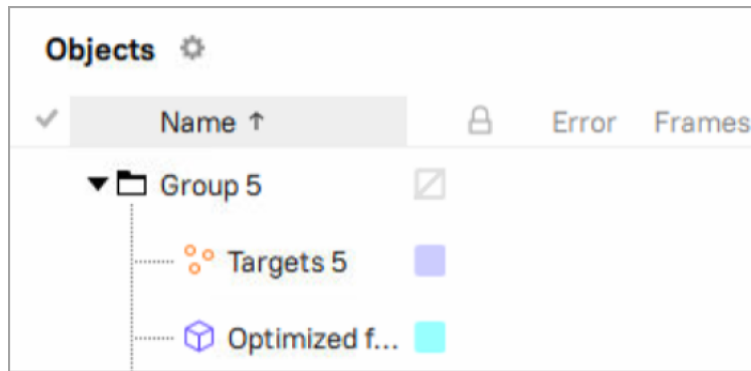 Objects
Name ↑ Error Frames
Group 5
Targets 5
Optimized f...